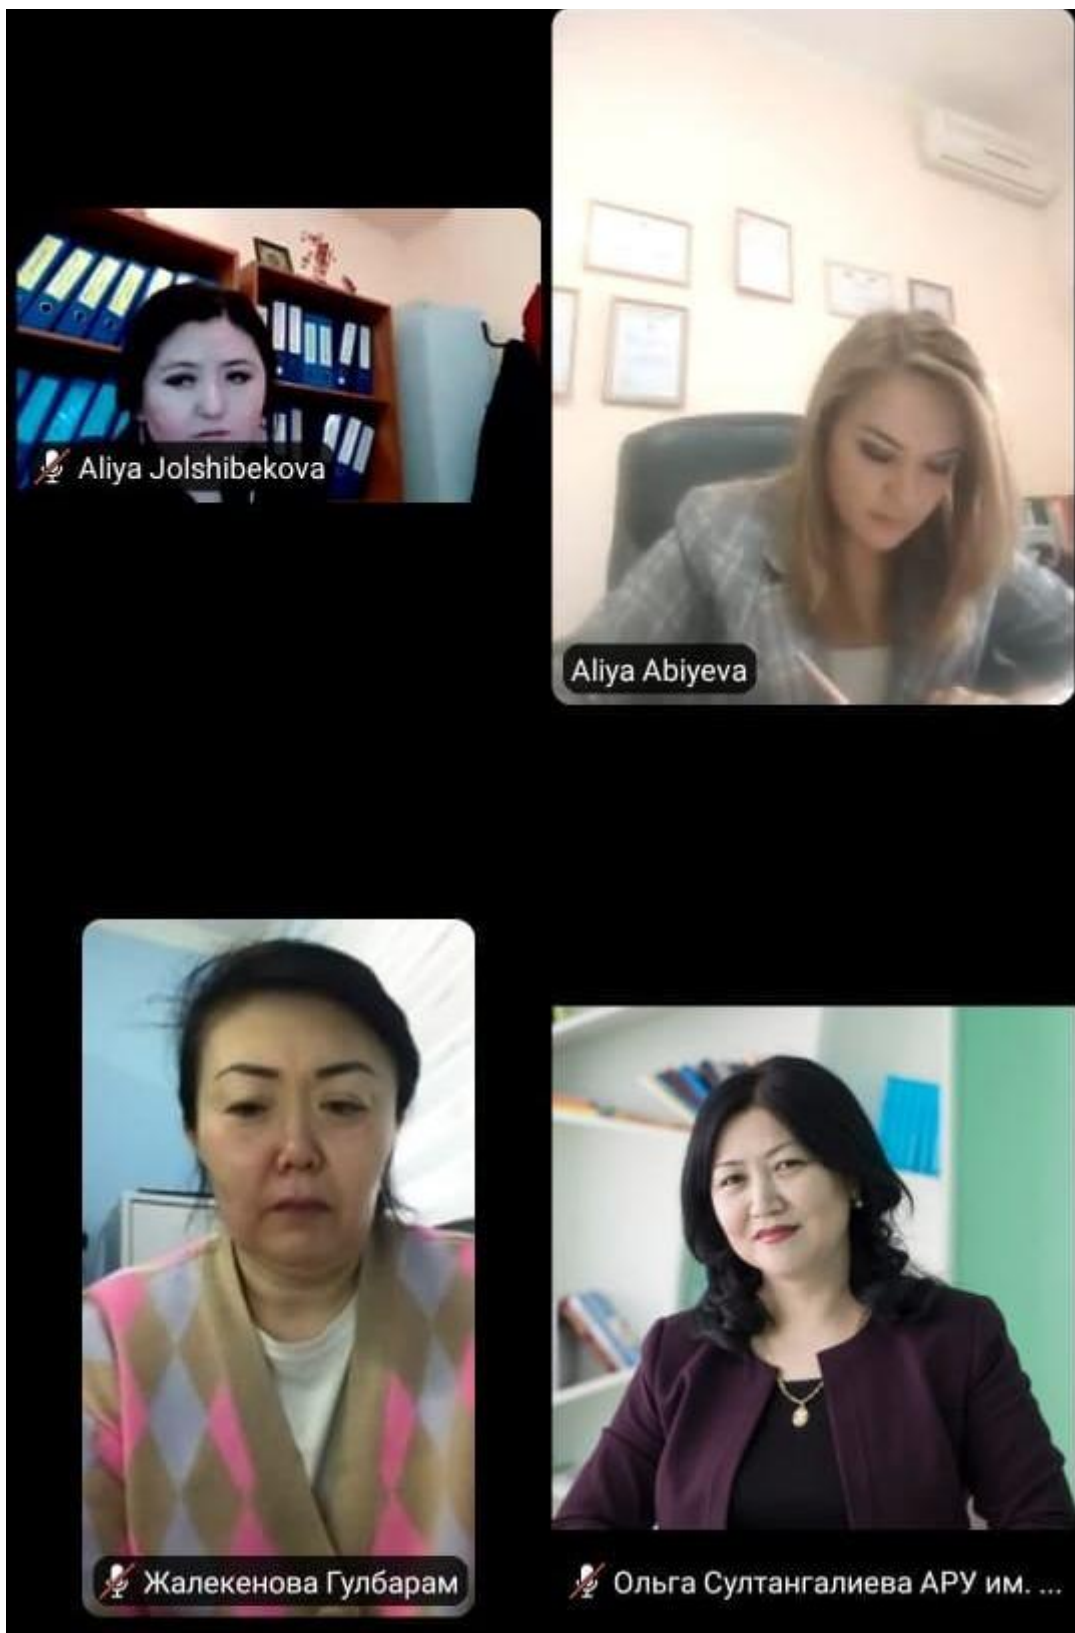 Aliya Jolshibekova
Aliya Abiyeva
Жалекенова Гулбарам
Ольга Султангалиева АРУ им. ...